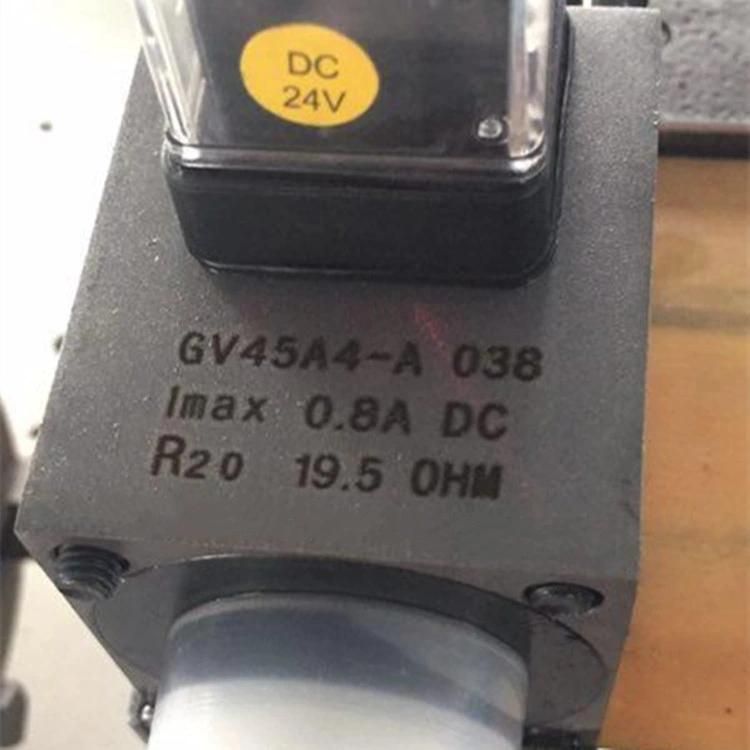 DC
24V
GV45A4-A 038
Imax 0.8A DC
R20 19.5 OHM